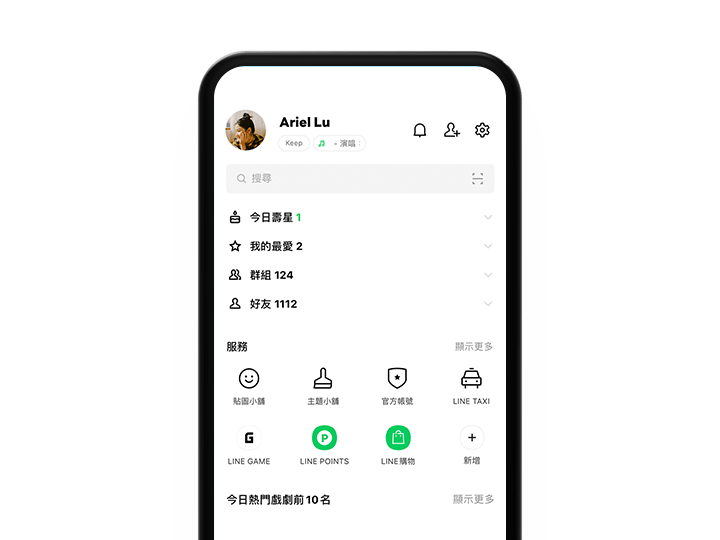 Ariel Lu
Keep
- 演唱：
搜尋
今日壽星 1
我的最愛 2
群組 124
好友 1112
服務 顯示更多
貼圖小舖 主題小舖 官方帳號 LINE TAXI
G P
LINE GAME LINE POINTS LINE購物 新增
今日熱門戲劇前10名 顯示更多